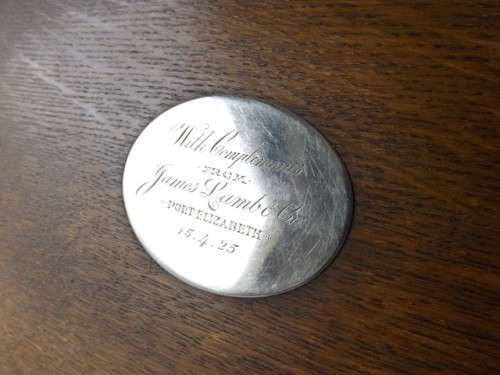 With Compliments
FROM
James Lamb & Co.
PORT ELIZABETH
15.4.25